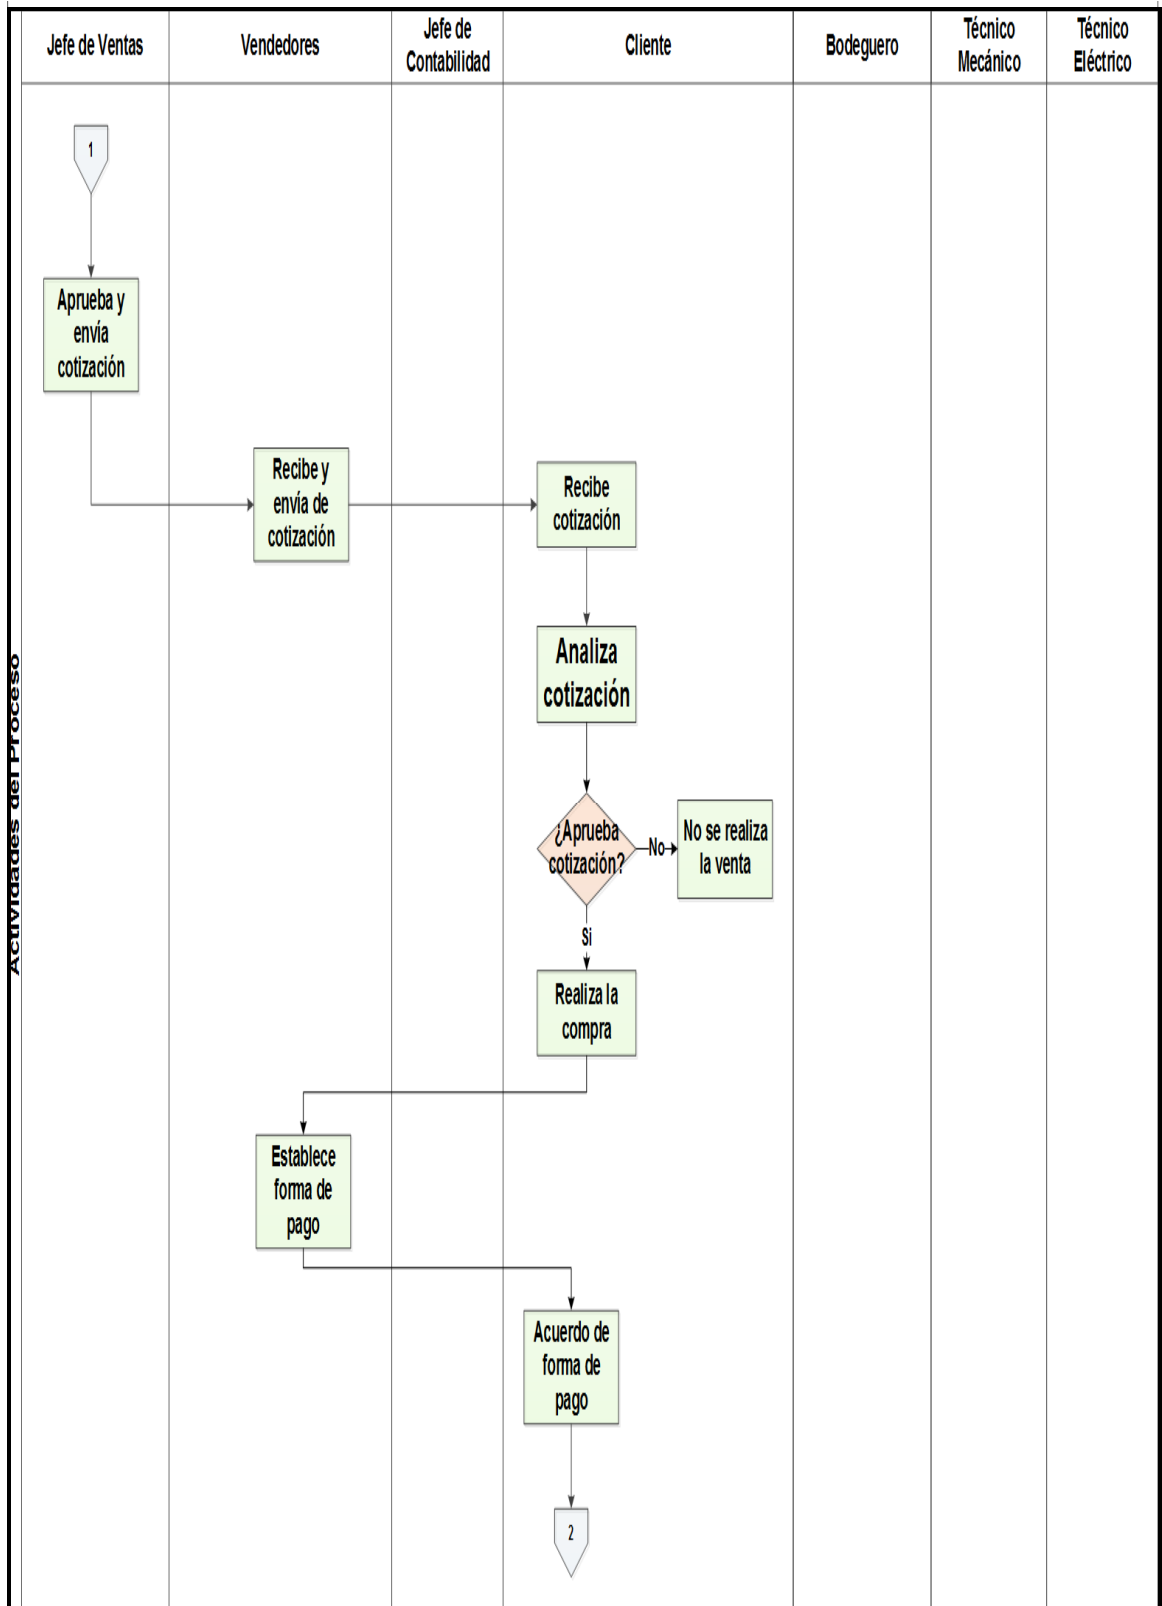 Jefe de Ventas
Vendedores
Jefe de
Contabilidad
Cliente
Bodeguero
Técnico
Mecánico
Técnico
Eléctrico
Actividades del Proceso
1
Aprueba y
envía
cotización
Recibe y
envía de
cotización
Recibe
cotización
Analiza
cotización
¿Aprueba
cotización?
No
No se realiza
la venta
Si
Realiza la
compra
Establece
forma de
pago
Acuerdo de
forma de
pago
2